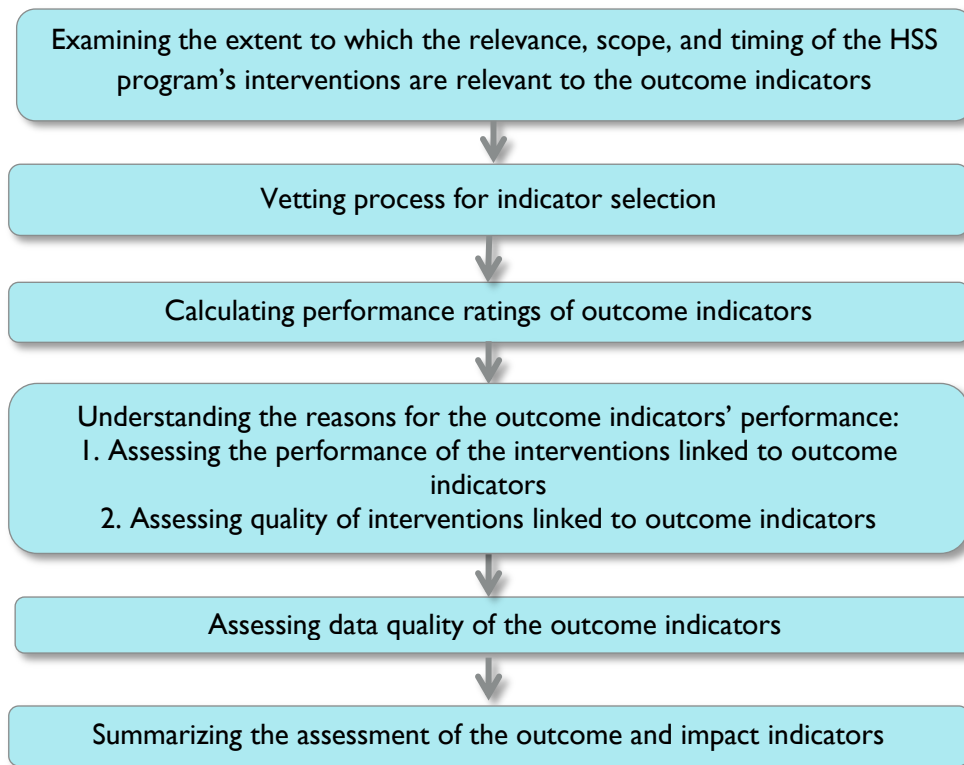 Examining the extent to which the relevance, scope, and timing of the HSS
program’s interventions are relevant to the outcome indicators
Vetting process for indicator selection
Calculating performance ratings of outcome indicators
Understanding the reasons for the outcome indicators’ performance:
1. Assessing the performance of the interventions linked to outcome
indicators
2. Assessing quality of interventions linked to outcome indicators
Assessing data quality of the outcome indicators
Summarizing the assessment of the outcome and impact indicators